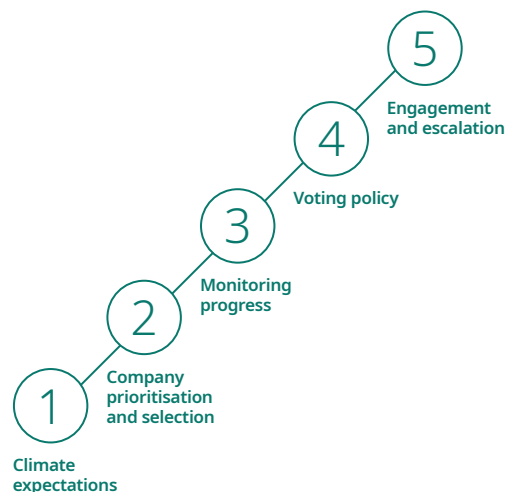 5
Engagement
and escalation
4
Voting policy
3
Monitoring
progress
2
Company
prioritisation
and selection
1
Climate
expectations